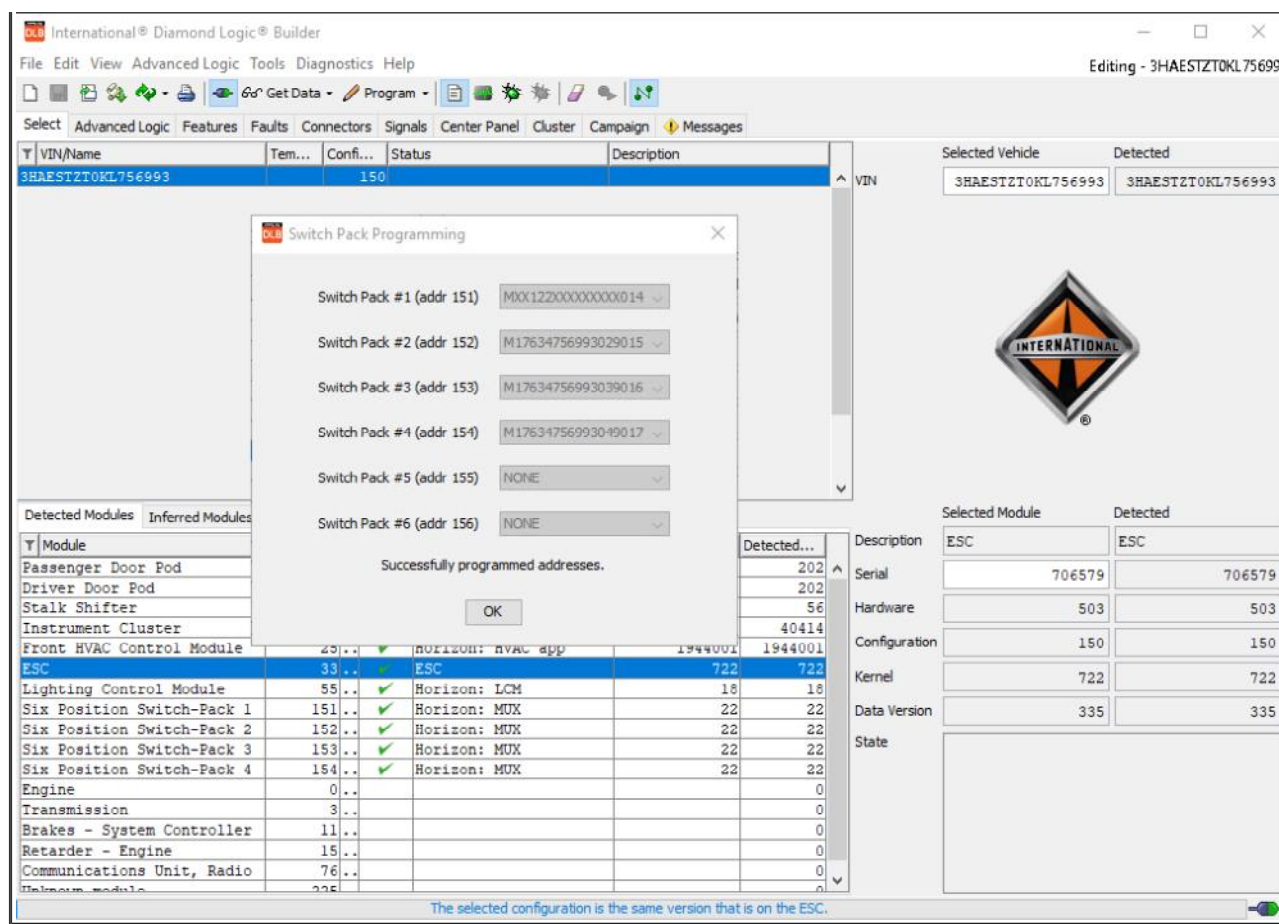 International® Diamond Logic® Builder
File Edit View Advanced Logic Tools Diagnostics Help
Editing - 3HAESTZT0KL75699
Get Data Program
Select Advanced Logic Features Faults Connectors Signals Center Panel Cluster Campaign Messages
VIN/Name Tem... Confi... Status Description
3HAESTZT0KL756993 150
Selected Vehicle Detected
VIN 3HAESTZT0KL756993 3HAESTZT0KL756993
INTERNATIONAL
®
DLB Switch Pack Programming
Switch Pack #1 (addr 151) MXX122XXXXXXXXX014
Switch Pack #2 (addr 152) M17634756993029015
Switch Pack #3 (addr 153) M17634756993039016
Switch Pack #4 (addr 154) M17634756993049017
Switch Pack #5 (addr 155) NONE
Switch Pack #6 (addr 156) NONE
Successfully programmed addresses.
OK
Detected Modules Inferred Modules
Module Detected...
Passenger Door Pod 202
Driver Door Pod 202
Stalk Shifter 56
Instrument Cluster 40414
Front HVAC Control Module 25.. Horizon: HVAC app 1944001 1944001
ESC 33.. ESC 722 722
Lighting Control Module 55.. Horizon: LCM 18 18
Six Position Switch-Pack 1 151.. Horizon: MUX 22 22
Six Position Switch-Pack 2 152.. Horizon: MUX 22 22
Six Position Switch-Pack 3 153.. Horizon: MUX 22 22
Six Position Switch-Pack 4 154.. Horizon: MUX 22 22
Engine 0.. 0
Transmission 3.. 0
Brakes - System Controller 11.. 0
Retarder - Engine 15.. 0
Communications Unit, Radio 76.. 0
Unknown module 225 0
Selected Module Detected
Description ESC ESC
Serial 706579 706579
Hardware 503 503
Configuration 150 150
Kernel 722 722
Data Version 335 335
State
The selected configuration is the same version that is on the ESC.